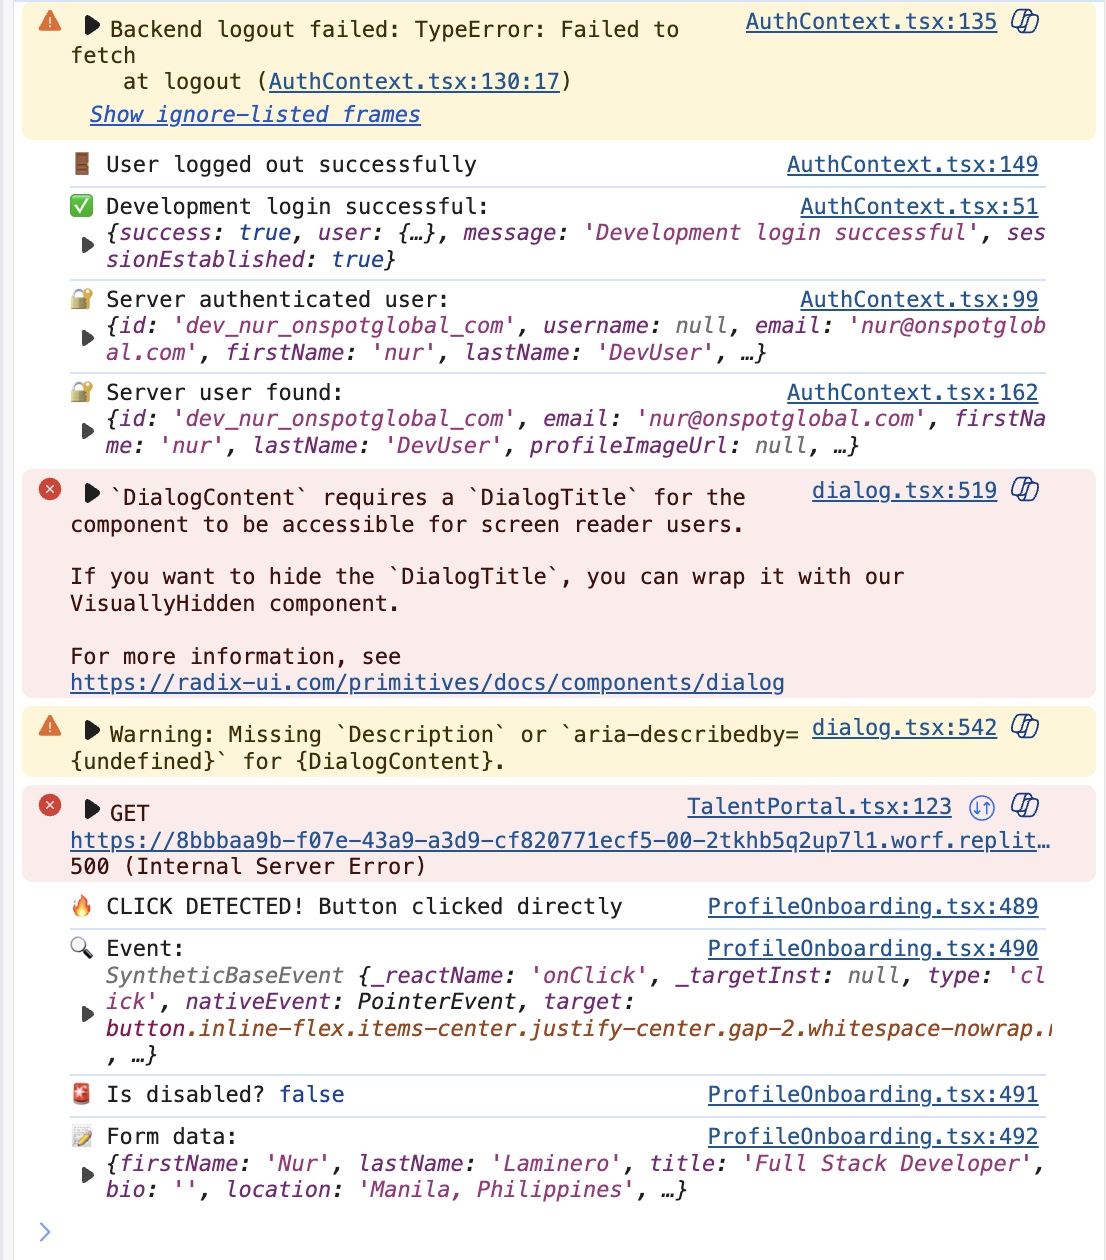 Backend logout failed: TypeError: Failed to AuthContext.tsx:135
fetch
at logout (AuthContext.tsx:130:17)
Show ignore-listed frames
User logged out successfully AuthContext.tsx:149
Development login successful: AuthContext.tsx:51
{success: true, user: {…}, message: 'Development login successful', ses
sionEstablished: true}
Server authenticated user: AuthContext.tsx:99
{id: 'dev_nur_onspotglobal_com', username: null, email: 'nur@onspotglob
al.com', firstName: 'nur', lastName: 'DevUser', …}
Server user found: AuthContext.tsx:162
{id: 'dev_nur_onspotglobal_com', email: 'nur@onspotglobal.com', firstNa
me: 'nur', lastName: 'DevUser', profileImageUrl: null, …}
`DialogContent` requires a `DialogTitle` for the dialog.tsx:519
component to be accessible for screen reader users.
If you want to hide the `DialogTitle`, you can wrap it with our
VisuallyHidden component.
For more information, see
https://radix-ui.com/primitives/docs/components/dialog
Warning: Missing `Description` or `aria-describedby= dialog.tsx:542
{undefined}` for {DialogContent}.
GET TalentPortal.tsx:123
https://8bbbaa9b-f07e-43a9-a3d9-cf820771ecf5-00-2tkhb5q2up7l1.worf.replit…
500 (Internal Server Error)
CLICK DETECTED! Button clicked directly ProfileOnboarding.tsx:489
Event: ProfileOnboarding.tsx:490
SyntheticBaseEvent {_reactName: 'onClick', _targetInst: null, type: 'cl
ick', nativeEvent: PointerEvent, target:
button.inline-flex.items-center.justify-center.gap-2.whitespace-nowrap.
, …}
Is disabled? false ProfileOnboarding.tsx:491
Form data: ProfileOnboarding.tsx:492
{firstName: 'Nur', lastName: 'Laminero', title: 'Full Stack Developer',
bio: '', location: 'Manila, Philippines', …}